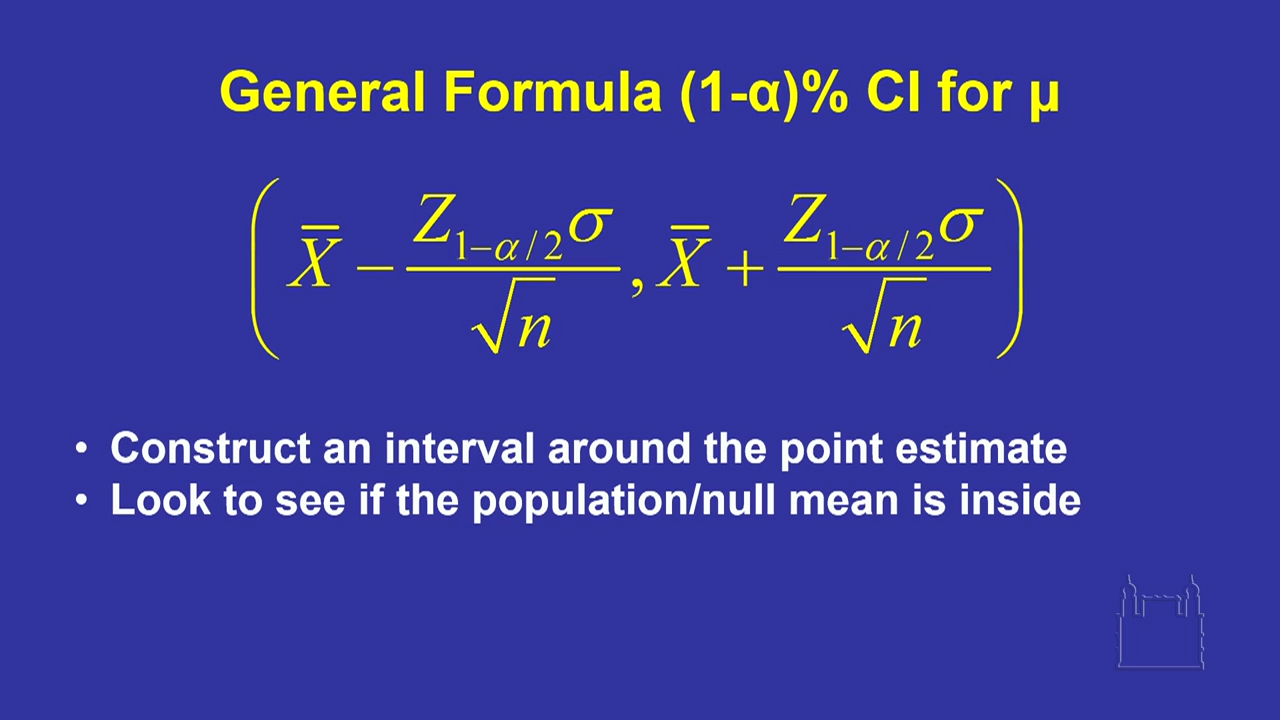 General Formula (1-α)% CI for μ
(X̄ − Z₁₋α/₂σ/√n , X̄ + Z₁₋α/₂σ/√n)
• Construct an interval around the point estimate
• Look to see if the population/null mean is inside